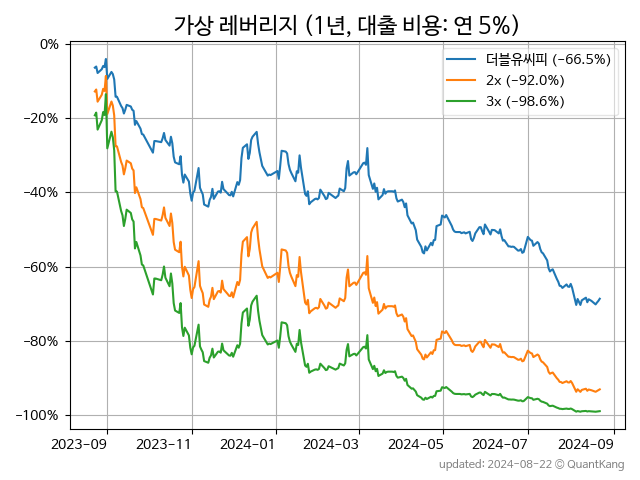 가상 레버리지 (1년, 대출 비용: 연 5%)
더블유씨피 (−66.5%)
2x (−92.0%)
3x (−98.6%)
0%
−20%
−40%
−60%
−80%
−100%
2023-09 2023-11 2024-01 2024-03 2024-05 2024-07 2024-09
updated: 2024-08-22 © QuantKang